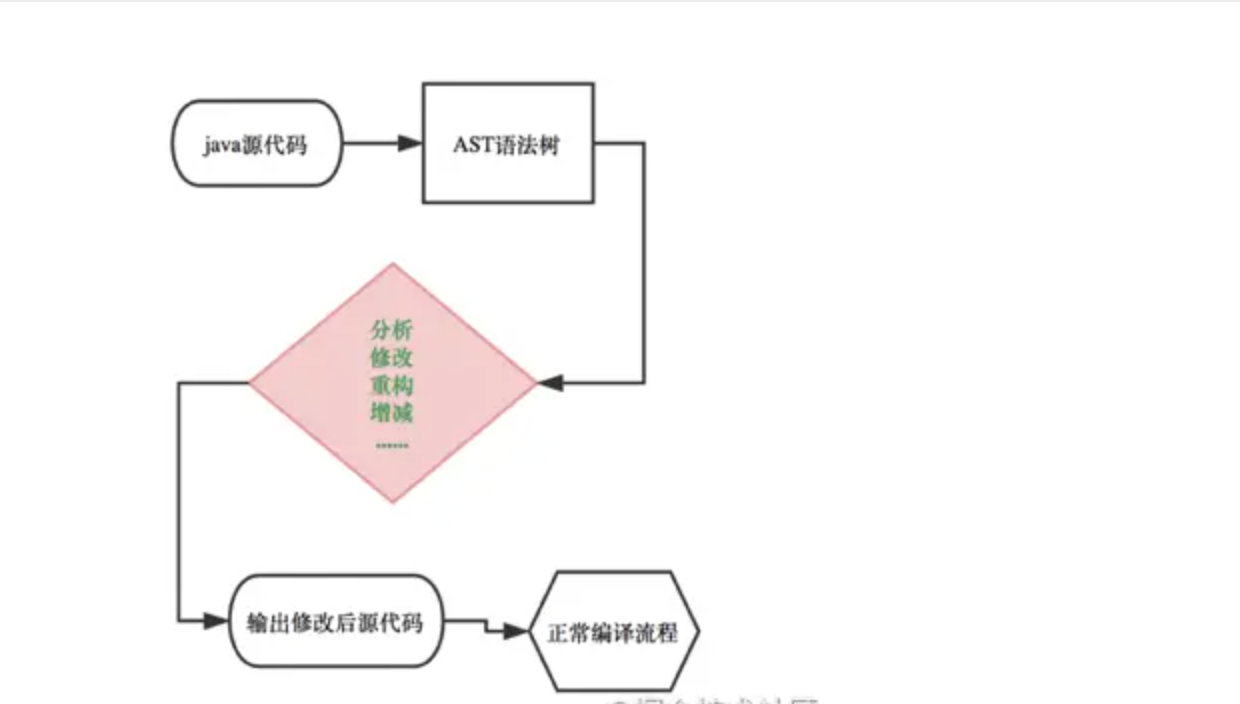 java源代码
AST语法树
分析
修改
重构
增减
......
输出修改后源代码
正常编译流程